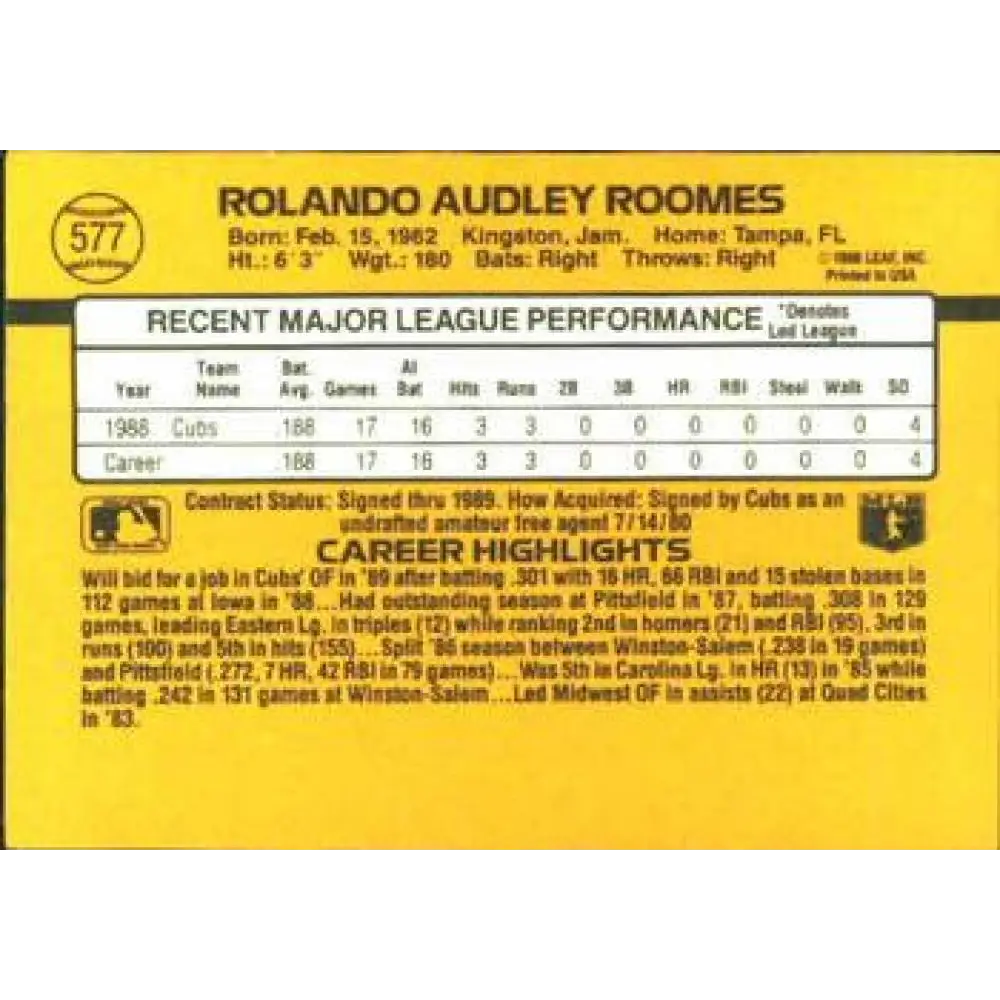 ROLANDO AUDLEY ROOMES
577
Born: Feb. 15, 1962 Kingston, Jam. Home: Tampa, FL
Ht.: 6' 3" Wgt.: 180 Bats: Right Throws: Right © 1988 LEAF, INC.
Printed in USA
RECENT MAJOR LEAGUE PERFORMANCE *Denotes
Led League
Year Team Name Bat. Avg. Games At Bat Hits Runs 2B 3B HR RBI Steal Walk SO
1988 Cubs .188 17 16 3 3 0 0 0 0 0 0 4
Career .188 17 16 3 3 0 0 0 0 0 0 4
Contract Status: Signed thru 1989. How Acquired: Signed by Cubs as an
undrafted amateur free agent 7/14/80
CAREER HIGHLIGHTS
Will bid for a job in Cubs' OF in '89 after batting .301 with 16 HR, 66 RBI and 15 stolen bases in
112 games at Iowa in '88...Had outstanding season at Pittsfield in '87, batting .308 in 129
games, leading Eastern Lg. in triples (12) while ranking 2nd in homers (21) and RBI (95), 3rd in
runs (100) and 5th in hits (155)...Split '86 season between Winston-Salem (.238 in 19 games)
and Pittsfield (.272, 7 HR, 42 RBI in 79 games)...Was 5th in Carolina Lg. in HR (13) in '85 while
batting .242 in 131 games at Winston-Salem...Led Midwest OF in assists (22) at Quad Cities
in '83.